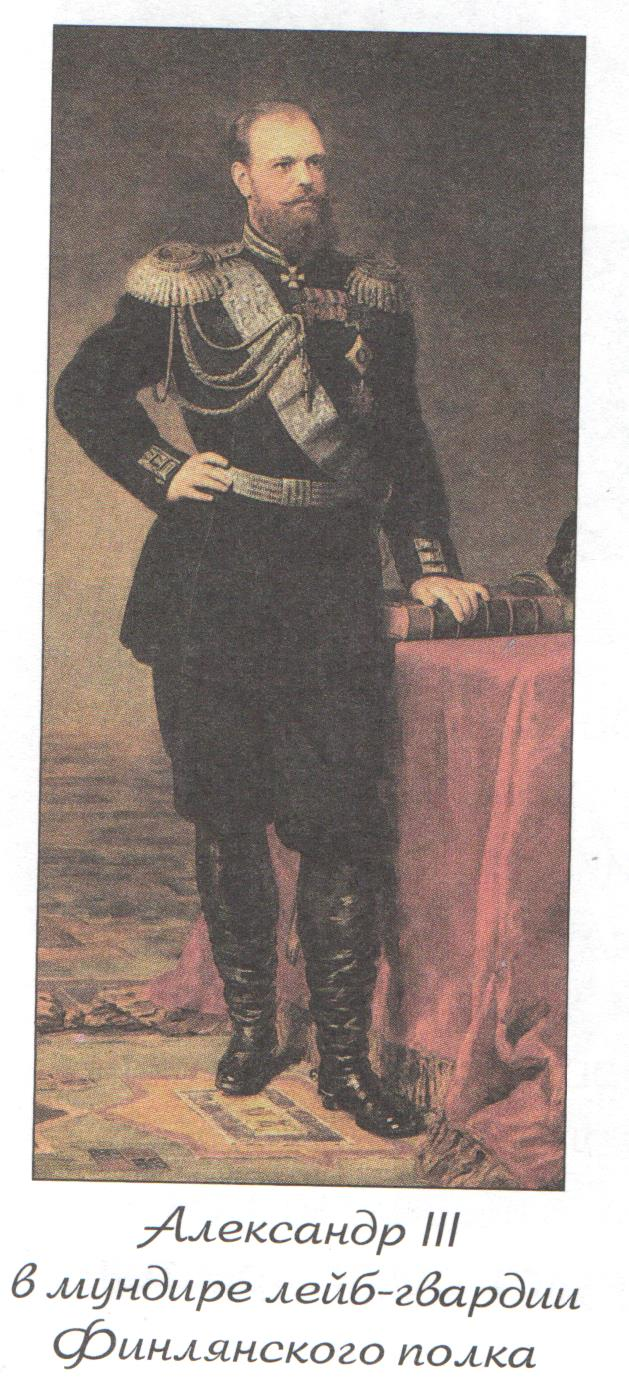 Александр III
в мундире лейб-гвардии
Финлянского полка